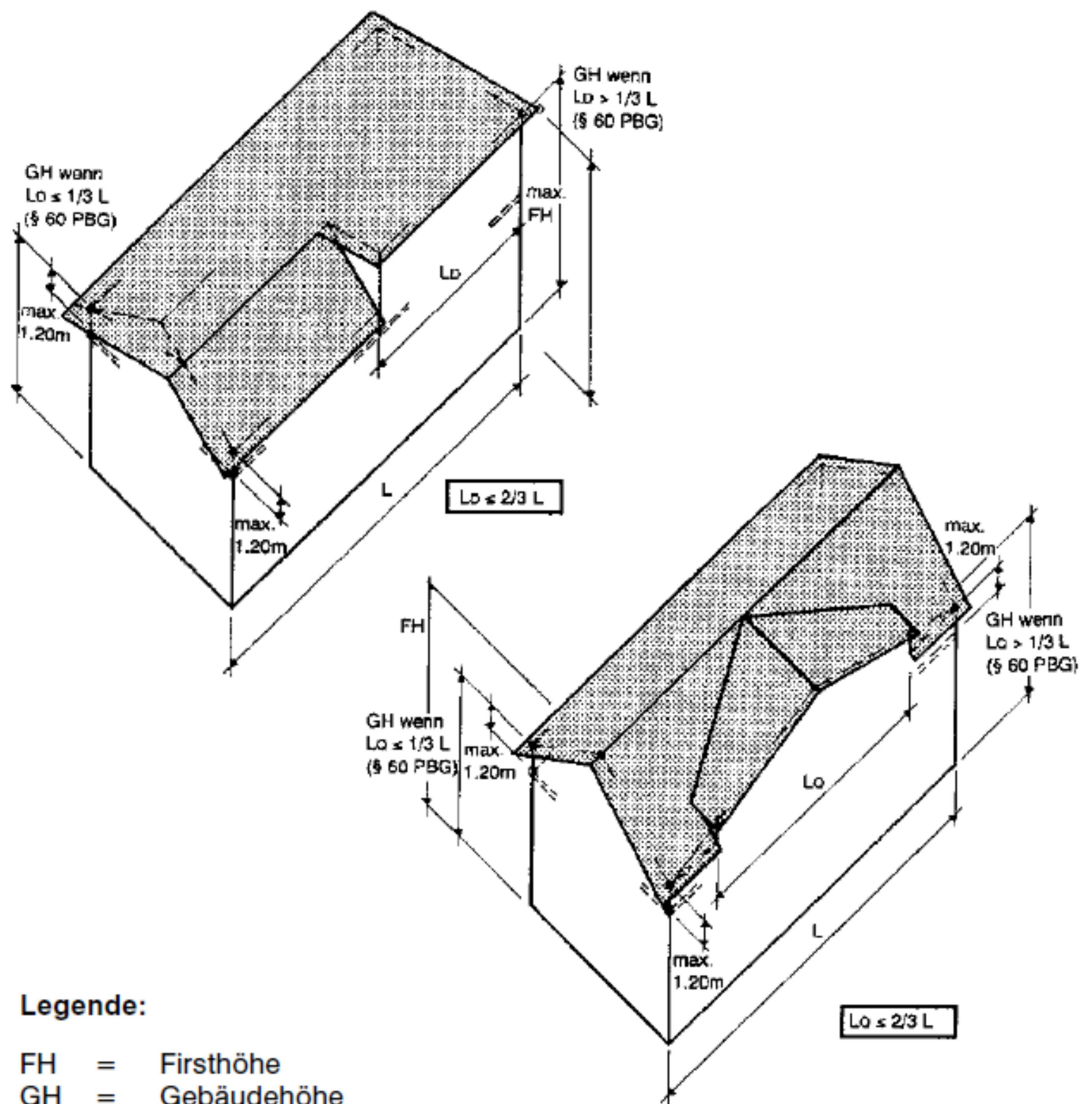 GH wenn
Lo > 1/3 L
(§ 60 PBG)
GH wenn
Lo ≤ 1/3 L
(§ 60 PBG)
max.
FH
Lo
max.
1.20m
L
Lo ≤ 2/3 L
max.
1.20m
max.
1.20m
FH
GH wenn
Lo > 1/3 L
(§ 60 PBG)
GH wenn
Lo ≤ 1/3 L
(§ 60 PBG)
max.
1.20m
Lo
L
max.
1.20m
Lo ≤ 2/3 L
Legende:
FH = Firsthöhe
GH = Gebäudehöhe